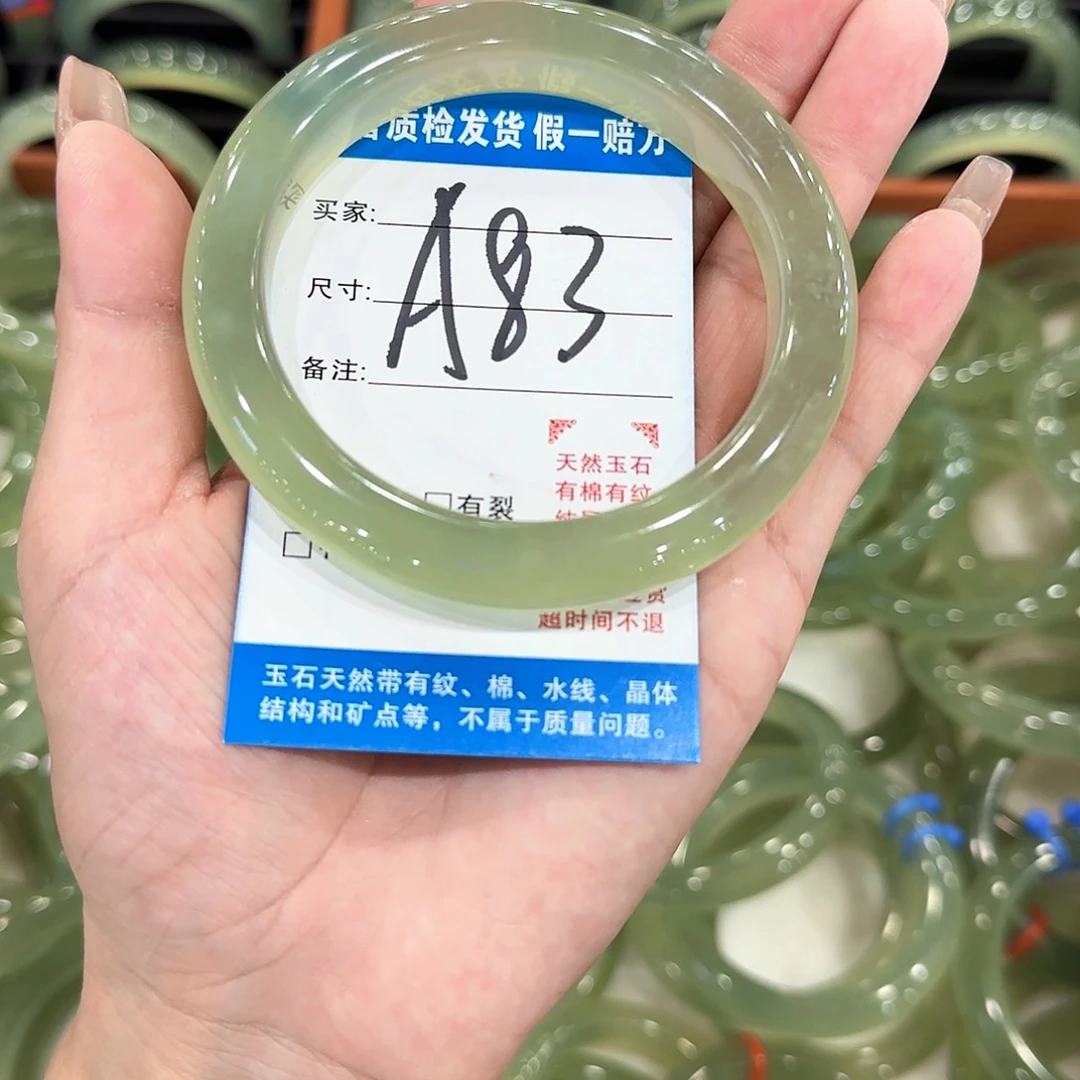 质检发货 假一赔万
买家:
尺寸:
备注:
A83
天然玉石
有棉有纹
有裂
超时间不退
玉石天然带有纹、棉、水线、晶体
结构和矿点等，不属于质量问题。